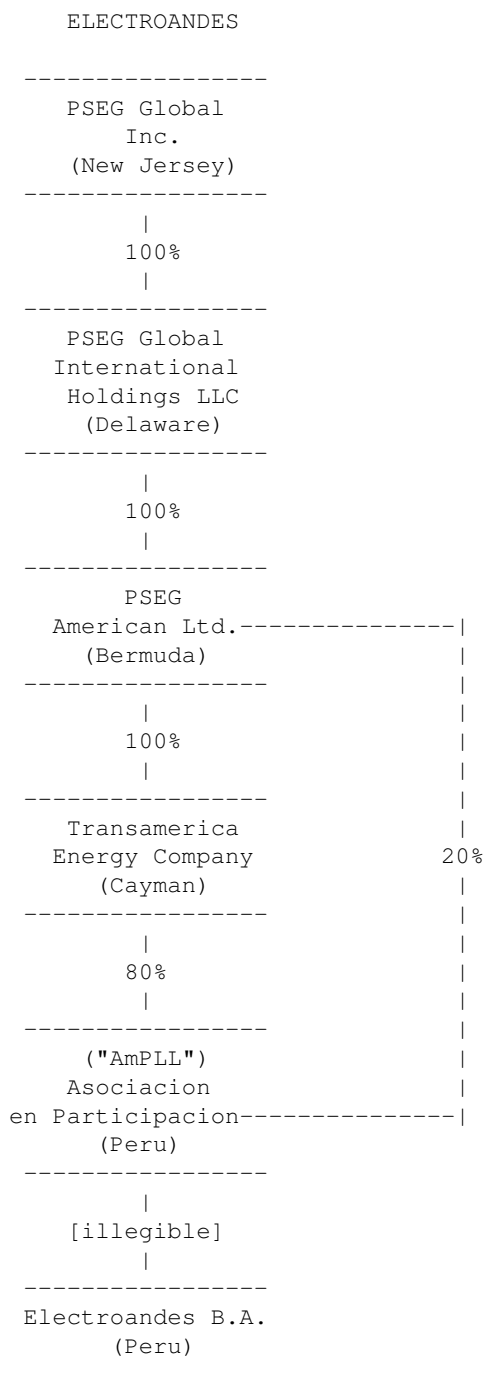 ELECTROANDES
-----------------
PSEG Global
Inc.
(New Jersey)
-----------------
|
100%
|
-----------------
PSEG Global
International
Holdings LLC
(Delaware)
-----------------
|
100%
|
-----------------
PSEG
American Ltd.---------------|
(Bermuda) |
----------------- |
| |
100% |
| |
----------------- |
Transamerica |
Energy Company 20%
(Cayman) |
----------------- |
| |
80% |
| |
----------------- |
("AmPLL") |
Asociacion |
en Participacion---------------|
(Peru)
-----------------
|
[illegible]
|
-----------------
Electroandes B.A.
(Peru)